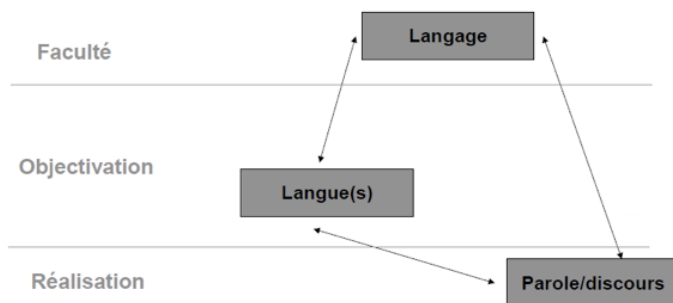 Langage
Faculté
Objectivation
Langue(s)
Réalisation
Parole/discours